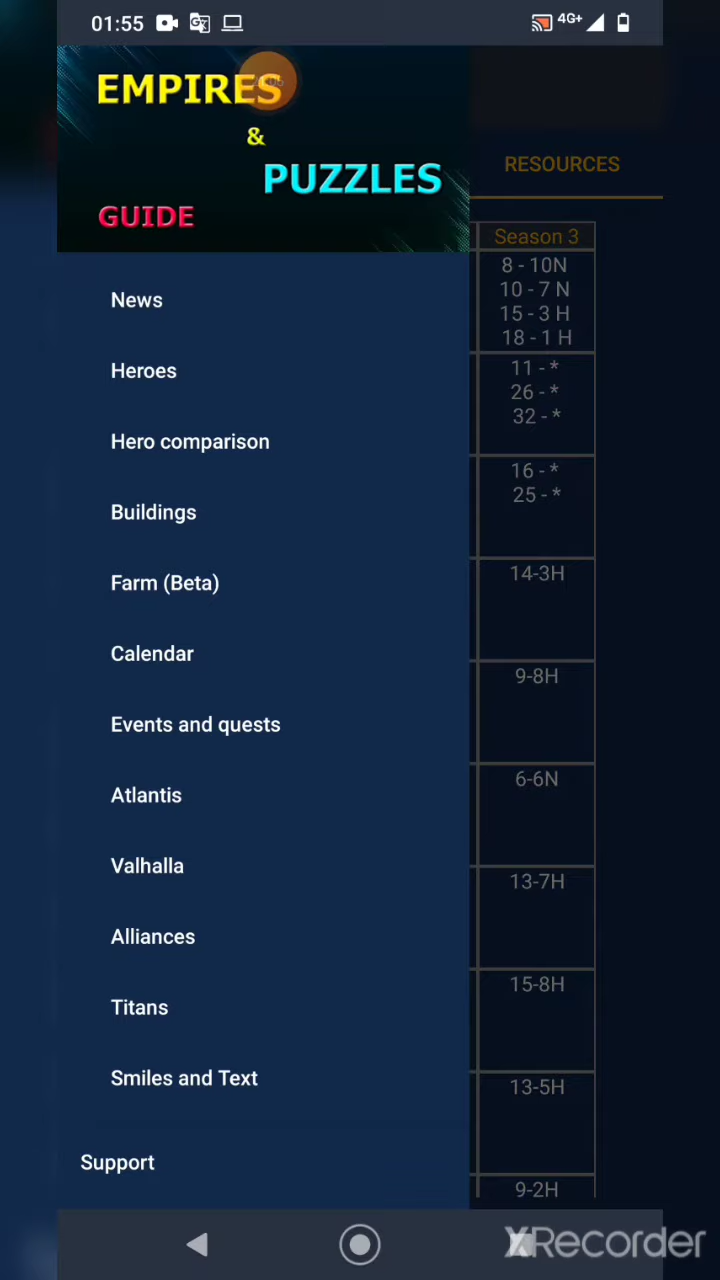 01:55
4G+
EMPIRES
&
PUZZLES
GUIDE
RESOURCES
News
Heroes
Hero comparison
Buildings
Farm (Beta)
Calendar
Events and quests
Atlantis
Valhalla
Alliances
Titans
Smiles and Text
Support
Season 3
8 - 10N
10 - 7 N
15 - 3 H
18 - 1 H
11 - *
26 - *
32 - *
16 - *
25 - *
14-3H
9-8H
6-6N
13-7H
15-8H
13-5H
9-2H
XRecorder